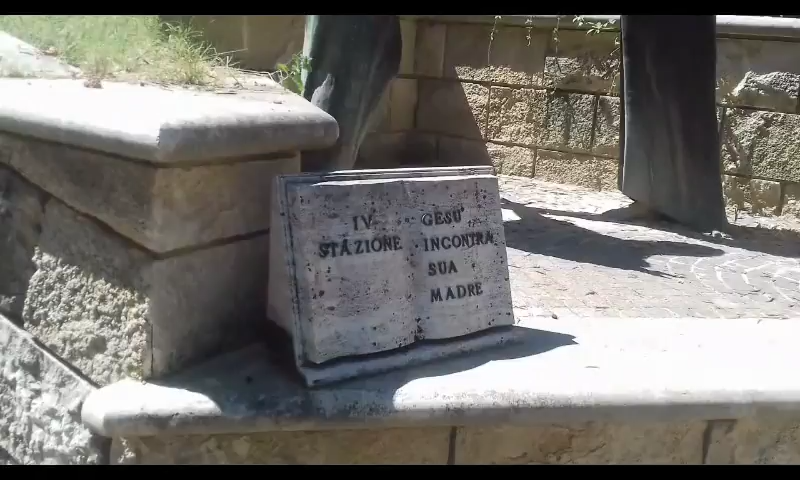 IV
STAZIONE
GESU'
INCONTRA
SUA
MADRE